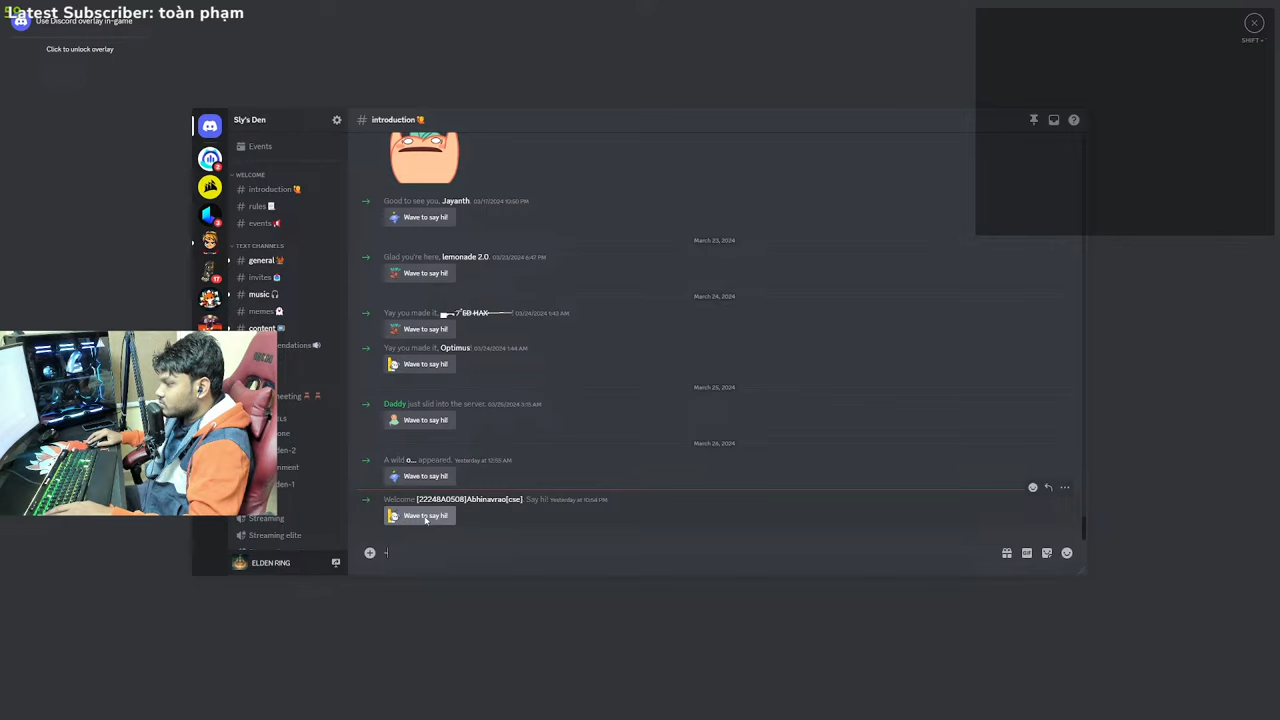 Latest Subscriber: toàn phạm
Use Discord overlay in-game
Click to unlock overlay
SHIFT +
Sly's Den
# introduction
Events
WELCOME
# introduction
# rules
# events
TEXT CHANNELS
# general
# invites
# music
# memes
content
ndations
eeting
Streaming
Streaming elite
ELDEN RING
Good to see you, Jayanth. 03/17/2024 10:50 PM
Wave to say hi!
March 23, 2024
Glad you're here, lemonade 2.0. 03/23/2024 6:47 PM
Wave to say hi!
March 24, 2024
Yay you made it, 03/24/2024 1:43 AM
Wave to say hi!
Yay you made it, Optimus! 03/24/2024 1:44 AM
Wave to say hi!
March 25, 2024
Daddy just slid into the server. 03/25/2024 3:15 AM
Wave to say hi!
March 26, 2024
A wild o... appeared. Yesterday at 12:55 AM
Wave to say hi!
Welcome [22248A0508]Abhinavrao[cse]. Say hi! Yesterday at 10:54 PM
Wave to say hi!